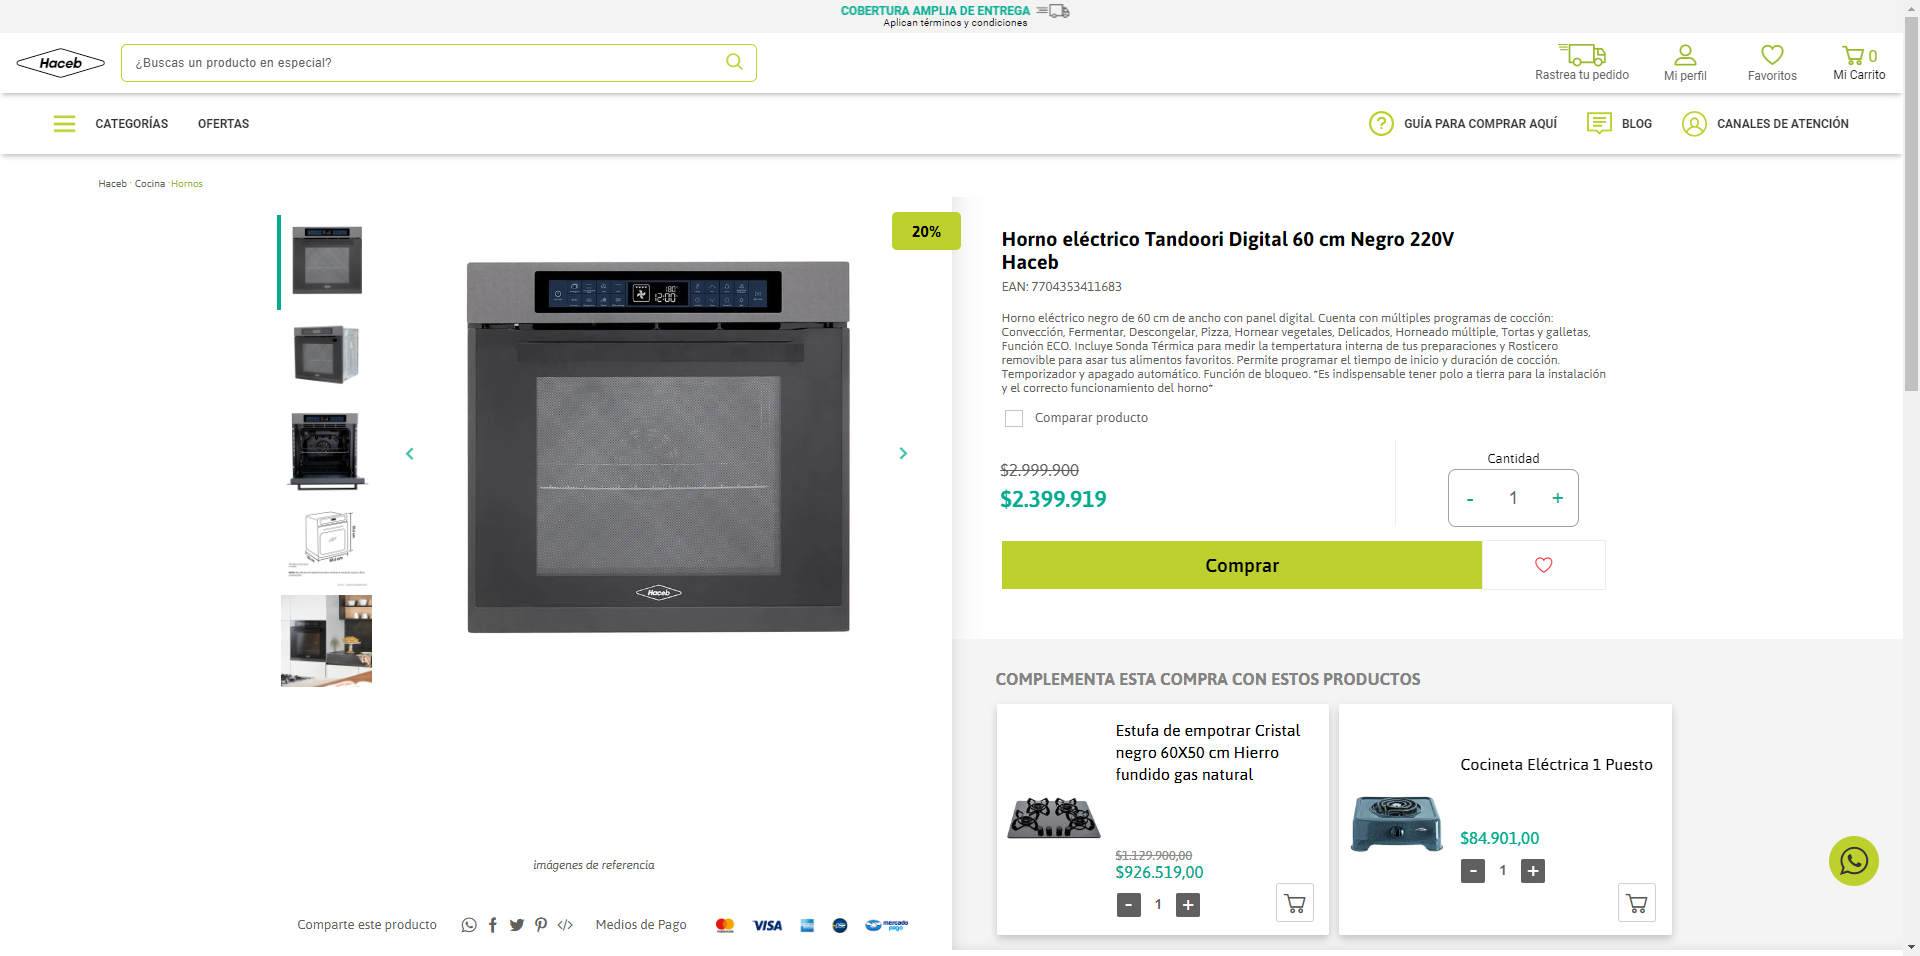 COBERTURA AMPLIA DE ENTREGA
Aplican términos y condiciones
Haceb
¿Buscas un producto en especial?
Rastrea tu pedido
Mi perfil
Favoritos
0
Mi Carrito
CATEGORÍAS
OFERTAS
GUÍA PARA COMPRAR AQUÍ
BLOG
CANALES DE ATENCIÓN
Haceb · Cocina · Hornos
20%
180°
12:00
Haceb
Horno eléctrico Tandoori Digital 60 cm Negro 220V
Haceb
EAN: 7704353411683
Horno eléctrico negro de 60 cm de ancho con panel digital. Cuenta con múltiples programas de cocción:
Convección, Fermentar, Descongelar, Pizza, Hornear vegetales, Delicados, Horneado múltiple, Tortas y galletas,
Función ECO. Incluye Sonda Térmica para medir la tempertatura interna de tus preparaciones y Rosticero
removible para asar tus alimentos favoritos. Permite programar el tiempo de inicio y duración de cocción.
Temporizador y apagado automático. Función de bloqueo. *Es indispensable tener polo a tierra para la instalación
y el correcto funcionamiento del horno*
Comparar producto
$2.999.900
$2.399.919
Cantidad
- 1 +
Comprar
COMPLEMENTA ESTA COMPRA CON ESTOS PRODUCTOS
Estufa de empotrar Cristal
negro 60X50 cm Hierro
fundido gas natural
$1.129.900,00
$926.519,00
- 1 +
Cocineta Eléctrica 1 Puesto
$84.901,00
- 1 +
imágenes de referencia
Comparte este producto
Medios de Pago
VISA
mercado
pago